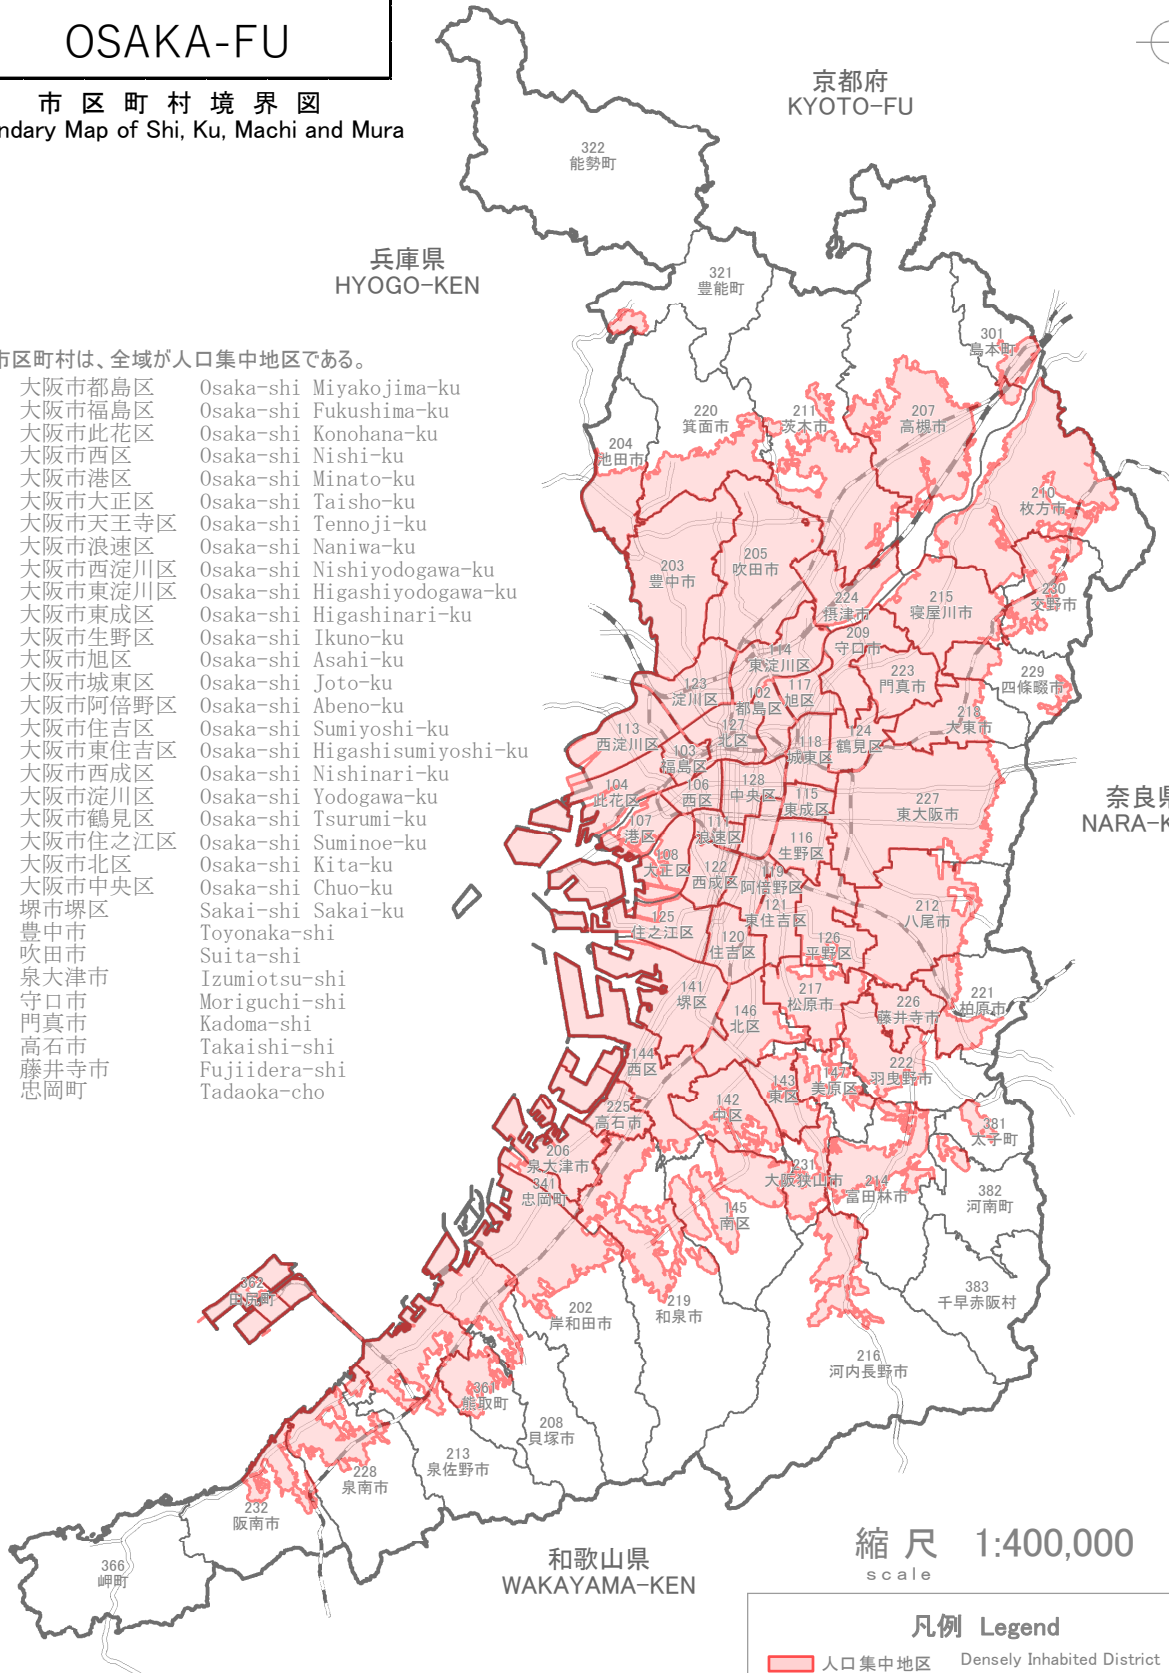 OSAKA-FU
市区町村境界図
ndary Map of Shi, Ku, Machi and Mura
京都府
KYOTO-FU
322
能勢町
兵庫県
HYOGO-KEN
321
豊能町
301
島本町
市区町村は、全域が人口集中地区である。
大阪市都島区 Osaka-shi Miyakojima-ku
大阪市福島区 Osaka-shi Fukushima-ku
大阪市此花区 Osaka-shi Konohana-ku
大阪市西区 Osaka-shi Nishi-ku
大阪市港区 Osaka-shi Minato-ku
大阪市大正区 Osaka-shi Taisho-ku
大阪市天王寺区 Osaka-shi Tennoji-ku
大阪市浪速区 Osaka-shi Naniwa-ku
大阪市西淀川区 Osaka-shi Nishiyodogawa-ku
大阪市東淀川区 Osaka-shi Higashiyodogawa-ku
大阪市東成区 Osaka-shi Higashinari-ku
大阪市生野区 Osaka-shi Ikuno-ku
大阪市旭区 Osaka-shi Asahi-ku
大阪市城東区 Osaka-shi Joto-ku
大阪市阿倍野区 Osaka-shi Abeno-ku
大阪市住吉区 Osaka-shi Sumiyoshi-ku
大阪市東住吉区 Osaka-shi Higashisumiyoshi-ku
大阪市西成区 Osaka-shi Nishinari-ku
大阪市淀川区 Osaka-shi Yodogawa-ku
大阪市鶴見区 Osaka-shi Tsurumi-ku
大阪市住之江区 Osaka-shi Suminoe-ku
大阪市北区 Osaka-shi Kita-ku
大阪市中央区 Osaka-shi Chuo-ku
堺市堺区 Sakai-shi Sakai-ku
豊中市 Toyonaka-shi
吹田市 Suita-shi
泉大津市 Izumiotsu-shi
守口市 Moriguchi-shi
門真市 Kadoma-shi
高石市 Takaishi-shi
藤井寺市 Fujiidera-shi
忠岡町 Tadaoka-cho
220
箕面市
211
茨木市
207
高槻市
204
池田市
210
枚方市
203
豊中市
205
吹田市
224
摂津市
215
寝屋川市
230
交野市
209
守口市
114
東淀川区
223
門真市
229
四條畷市
123
淀川区
102
都島区
117
旭区
218
大東市
113
西淀川区
127
北区
118
城東区
124
鶴見区
103
福島区
104
此花区
106
西区
128
中央区
115
東成区
227
東大阪市
奈良県
NARA-K
107
港区
111
浪速区
116
生野区
108
大正区
122
西成区
119
阿倍野区
125
住之江区
120
住吉区
121
東住吉区
126
平野区
212
八尾市
141
堺区
146
北区
217
松原市
226
藤井寺市
221
柏原市
144
西区
143
東区
147
美原区
222
羽曳野市
225
高石市
142
中区
381
太子町
206
泉大津市
341
忠岡町
231
大阪狭山市
214
富田林市
145
南区
382
河南町
362
田尻町
202
岸和田市
219
和泉市
383
千早赤阪村
216
河内長野市
361
熊取町
208
貝塚市
213
泉佐野市
228
泉南市
232
阪南市
366
岬町
和歌山県
WAKAYAMA-KEN
縮尺 1:400,000
scale
凡例 Legend
人口集中地区 Densely Inhabited District